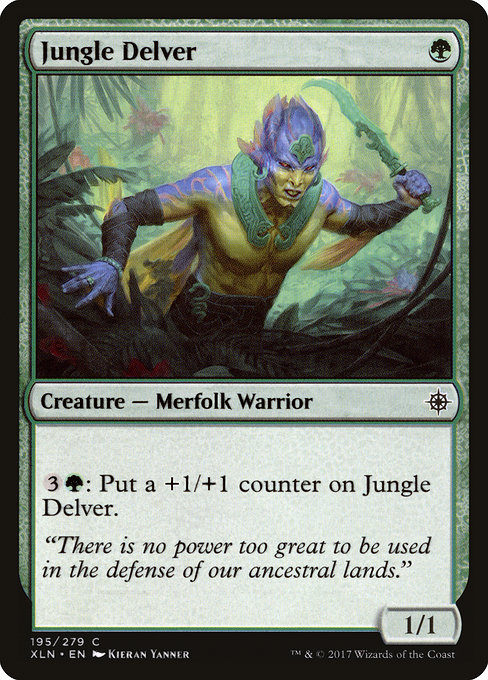 Jungle Delver
Creature — Merfolk Warrior
3: Put a +1/+1 counter on Jungle
Delver.
“There is no power too great to be used
in the defense of our ancestral lands.”
1/1
195/279 C
XLN • EN Kieran Yanner
™ & © 2017 Wizards of the Coast